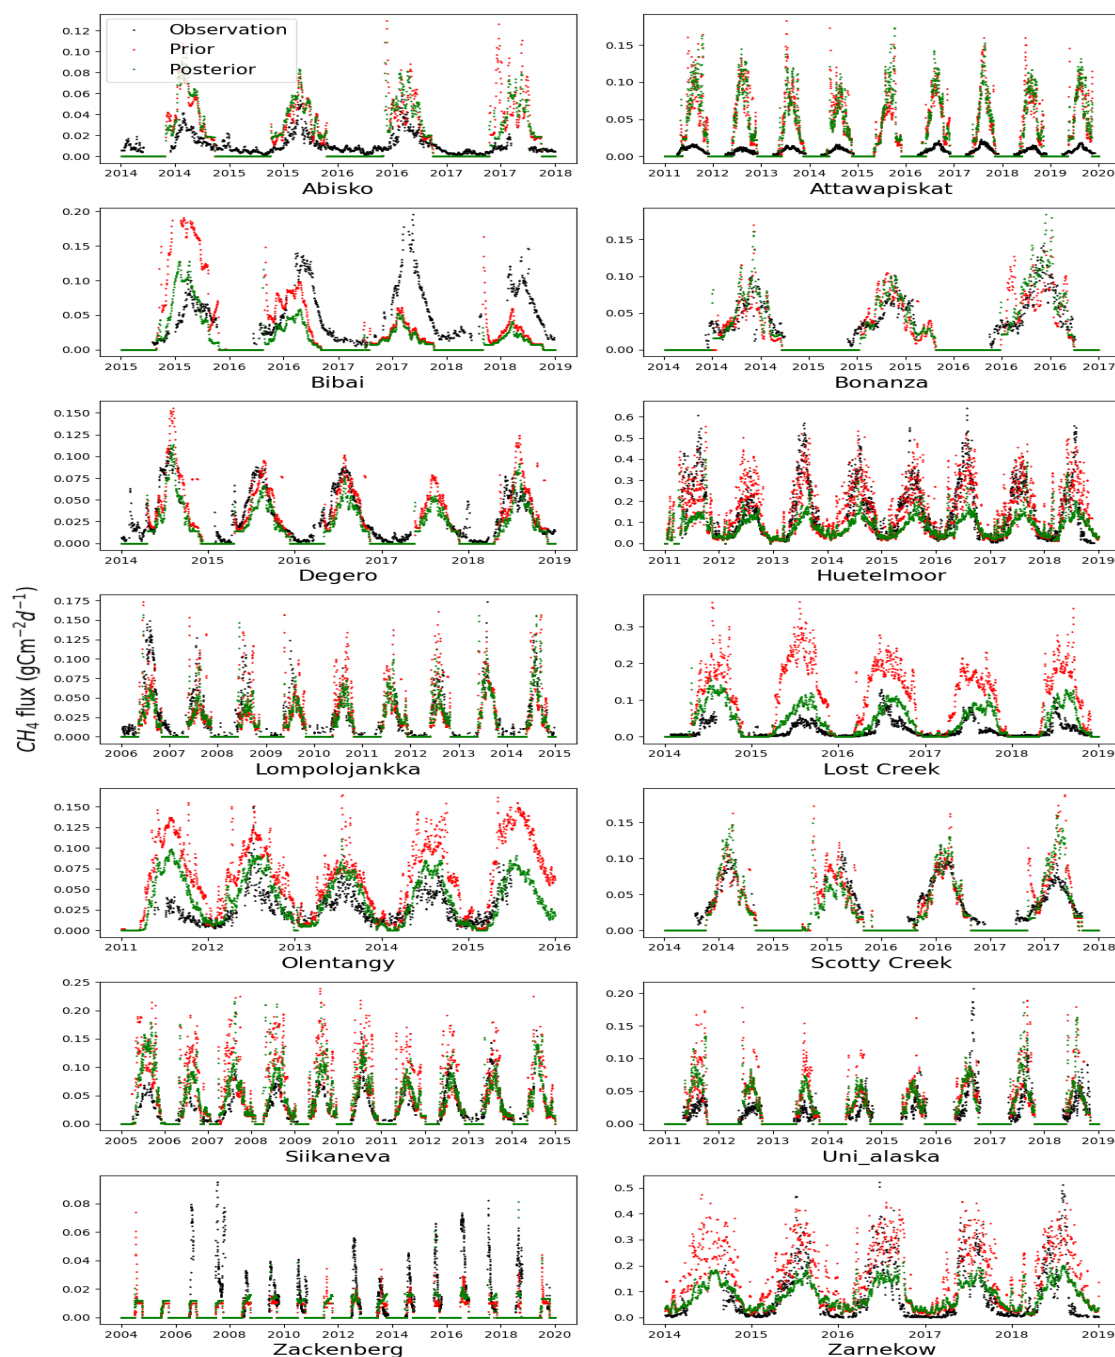 Observation
Prior
Posterior
0.12
0.10
0.08
0.06
0.04
0.02
0.00
2014 2014 2015 2015 2016 2016 2017 2017 2018
Abisko
0.15
0.10
0.05
0.00
2011 2012 2013 2014 2015 2016 2017 2018 2019 2020
Attawapiskat
0.20
0.15
0.10
0.05
0.00
2015 2015 2016 2016 2017 2017 2018 2018 2019
Bibai
0.15
0.10
0.05
0.00
2014 2014 2014 2015 2015 2015 2016 2016 2016 2017
Bonanza
0.150
0.125
0.100
0.075
0.050
0.025
0.000
2014 2015 2016 2017 2018 2019
Degero
0.6
0.5
0.4
0.3
0.2
0.1
0.0
2011 2012 2013 2014 2015 2016 2017 2018 2019
Huetelmoor
CH₄ flux (gCm⁻²d⁻¹)
0.175
0.150
0.125
0.100
0.075
0.050
0.025
0.000
2006 2007 2008 2009 2010 2011 2012 2013 2014 2015
Lompolojankka
0.3
0.2
0.1
0.0
2014 2015 2016 2017 2018 2019
Lost Creek
0.150
0.125
0.100
0.075
0.050
0.025
0.000
2011 2012 2013 2014 2015 2016
Olentangy
0.15
0.10
0.05
0.00
2014 2014 2015 2015 2016 2016 2017 2017 2018
Scotty Creek
0.25
0.20
0.15
0.10
0.05
0.00
2005 2006 2007 2008 2009 2010 2011 2012 2013 2014 2015
Siikaneva
0.20
0.15
0.10
0.05
0.00
2011 2012 2013 2014 2015 2016 2017 2018 2019
Uni_alaska
0.08
0.06
0.04
0.02
0.00
2004 2006 2007 2008 2010 2012 2013 2014 2016 2017 2018 2020
Zackenberg
0.5
0.4
0.3
0.2
0.1
0.0
2014 2015 2016 2017 2018 2019
Zarnekow